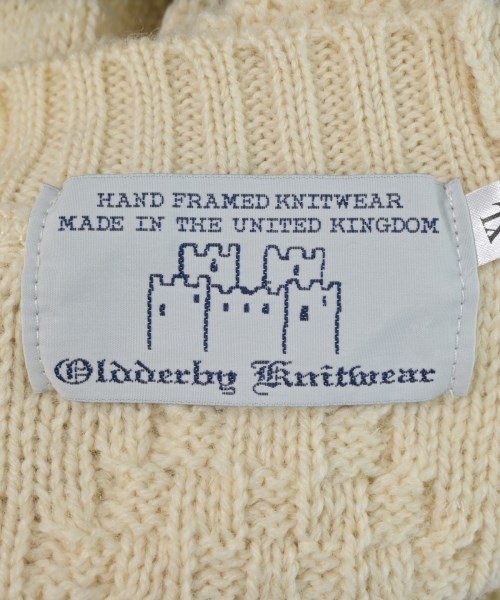 HAND FRAMED KNITWEAR
MADE IN THE UNITED KINGDOM
Oldderby Knitwear